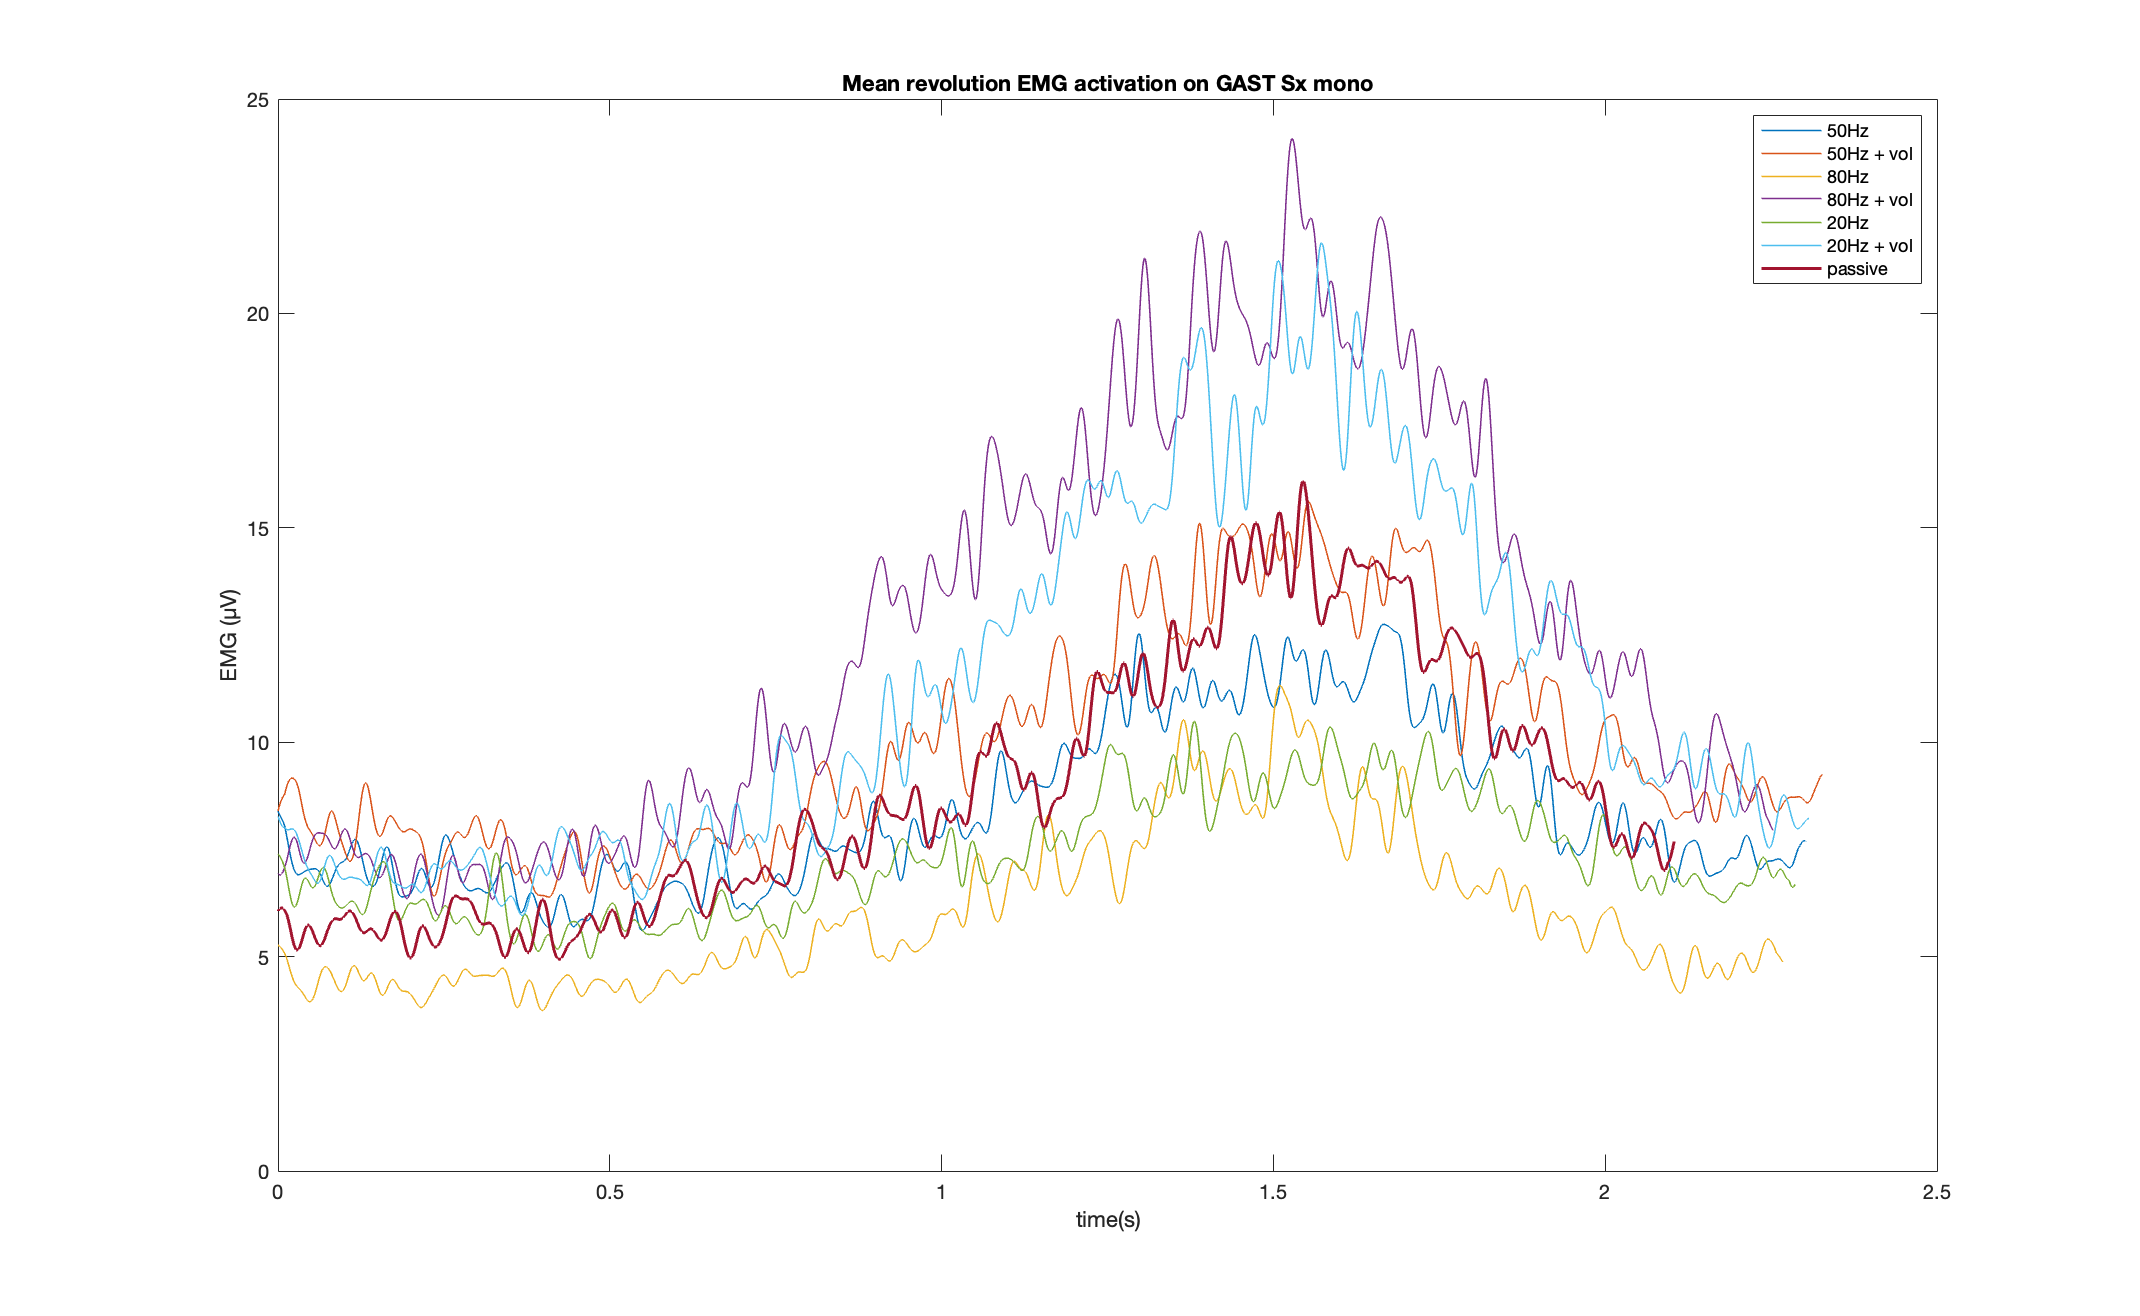 Mean revolution EMG activation on GAST Sx mono
25
20
15
10
5
0
EMG (µV)
0
0.5
1
1.5
2
2.5
time(s)
50Hz
50Hz + vol
80Hz
80Hz + vol
20Hz
20Hz + vol
passive